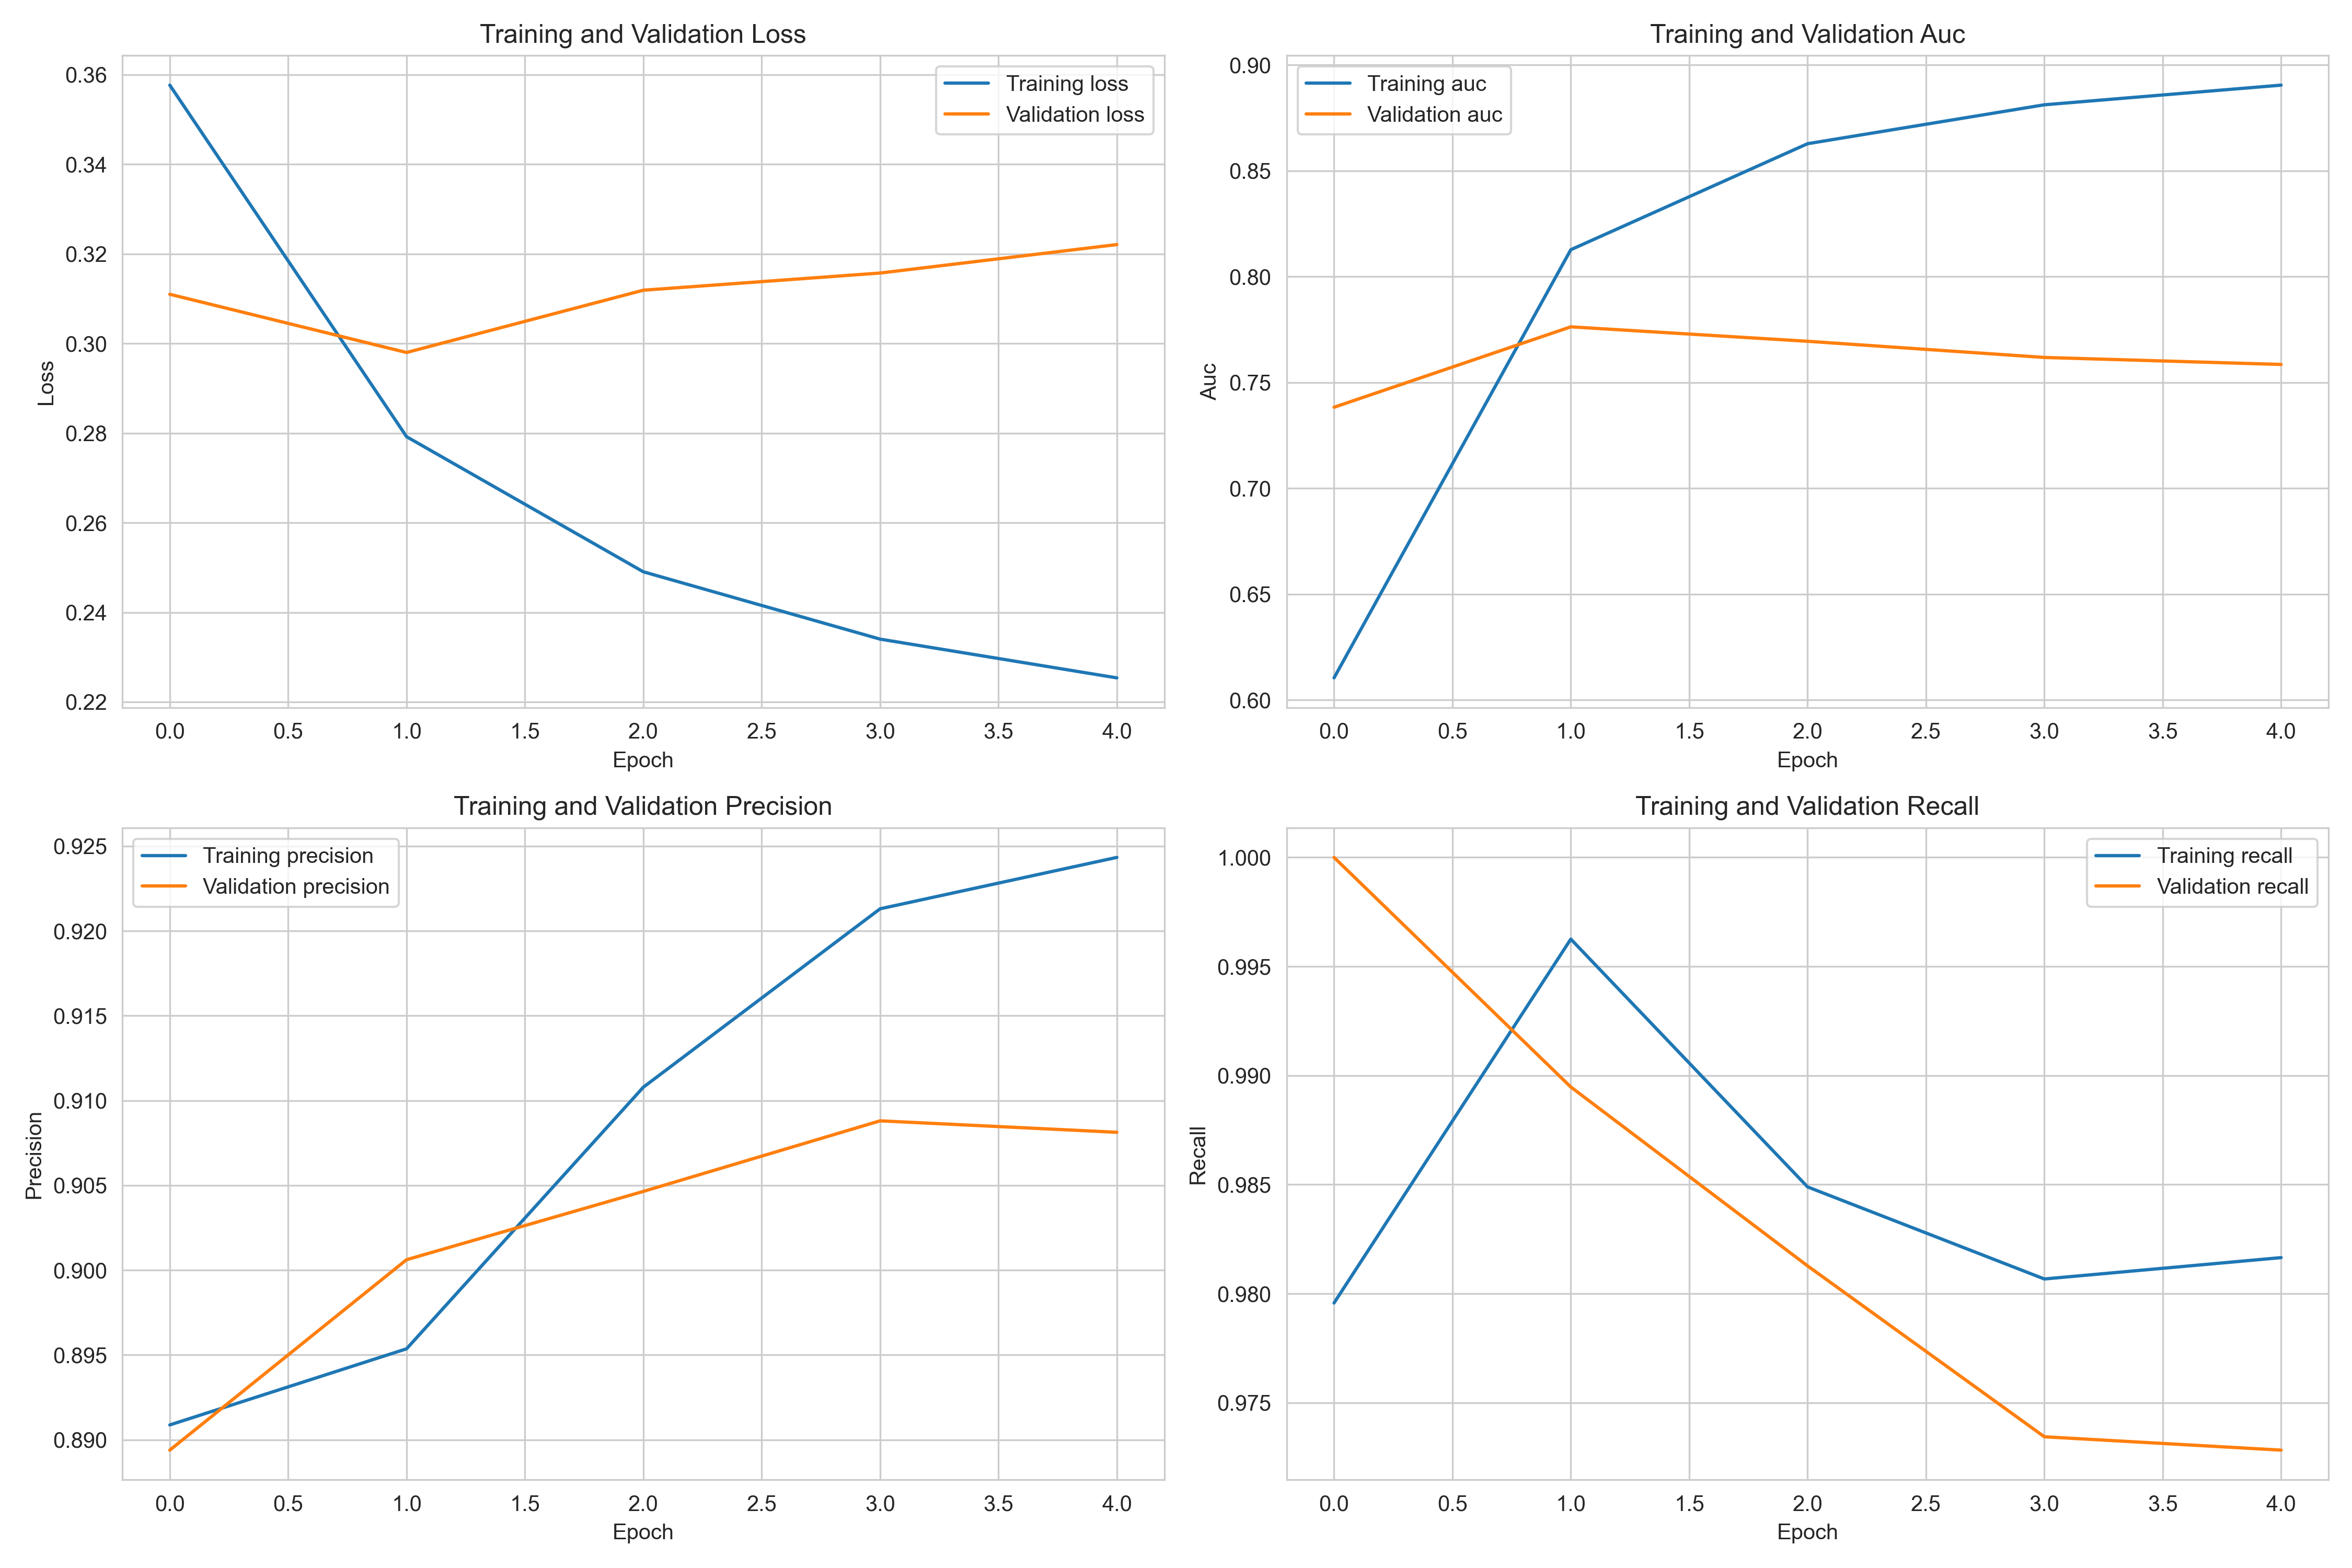 Training and Validation Loss
0.36
0.34
0.32
0.30
0.28
0.26
0.24
0.22
Loss
Training loss
Validation loss
0.0 0.5 1.0 1.5 2.0 2.5 3.0 3.5 4.0
Epoch
Training and Validation Auc
0.90
0.85
0.80
0.75
0.70
0.65
0.60
Auc
Training auc
Validation auc
0.0 0.5 1.0 1.5 2.0 2.5 3.0 3.5 4.0
Epoch
Training and Validation Precision
0.925
0.920
0.915
0.910
0.905
0.900
0.895
0.890
Precision
Training precision
Validation precision
0.0 0.5 1.0 1.5 2.0 2.5 3.0 3.5 4.0
Epoch
Training and Validation Recall
1.000
0.995
0.990
0.985
0.980
0.975
Recall
Training recall
Validation recall
0.0 0.5 1.0 1.5 2.0 2.5 3.0 3.5 4.0
Epoch